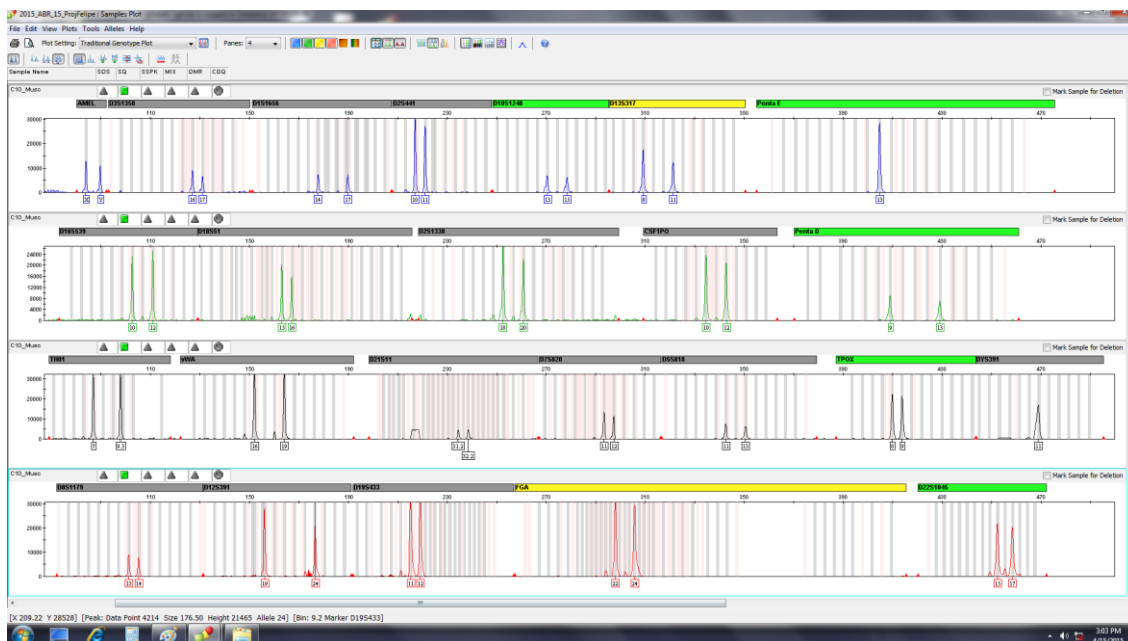 2015_ABR_15_ProjFelipe : Samples Plot
File Edit View Plots Tools Alleles Help
Plot Setting: Traditional Genotype Plot Panes: 4
Sample Name SOS SQ SSPK MIX OMR CGQ
C10_Musc Mark Sample for Deletion
AMEL D3S1358 D1S1656 D2S441 D10S1248 D13S317 Penta E
110 150 190 230 270 310 350 390 430 470
30000
20000
10000
0
X Y 16 17 14 17 10 11 13 8 11 13
C10_Musc Mark Sample for Deletion
D16S539 D18S51 D2S1338 CSF1PO Penta D
110 150 190 230 270 310 350 390 430 470
24000
20000
16000
12000
8000
4000
0
10 12 15 16 18 20 10 12 9 13
C10_Musc Mark Sample for Deletion
TH01 vWA D21S11 D7S820 D5S818 TPOX DYS391
110 150 190 230 270 310 350 390 430 470
30000
20000
10000
0
7 9.3 16 19 32.2 11 12 11 13 8 9 11
C10_Musc Mark Sample for Deletion
D8S1179 D12S391 D19S433 FGA D22S1045
110 150 190 230 270 310 350 390 430 470
30000
20000
10000
0
13 14 19 24 11 12 22 24 13 17
[X 209.22 Y 28528] [Peak: Data Point 4214 Size 176.50 Height 21465 Allele 24] [Bin: 9.2 Marker D19S433]
3:03 PM
4/15/2015